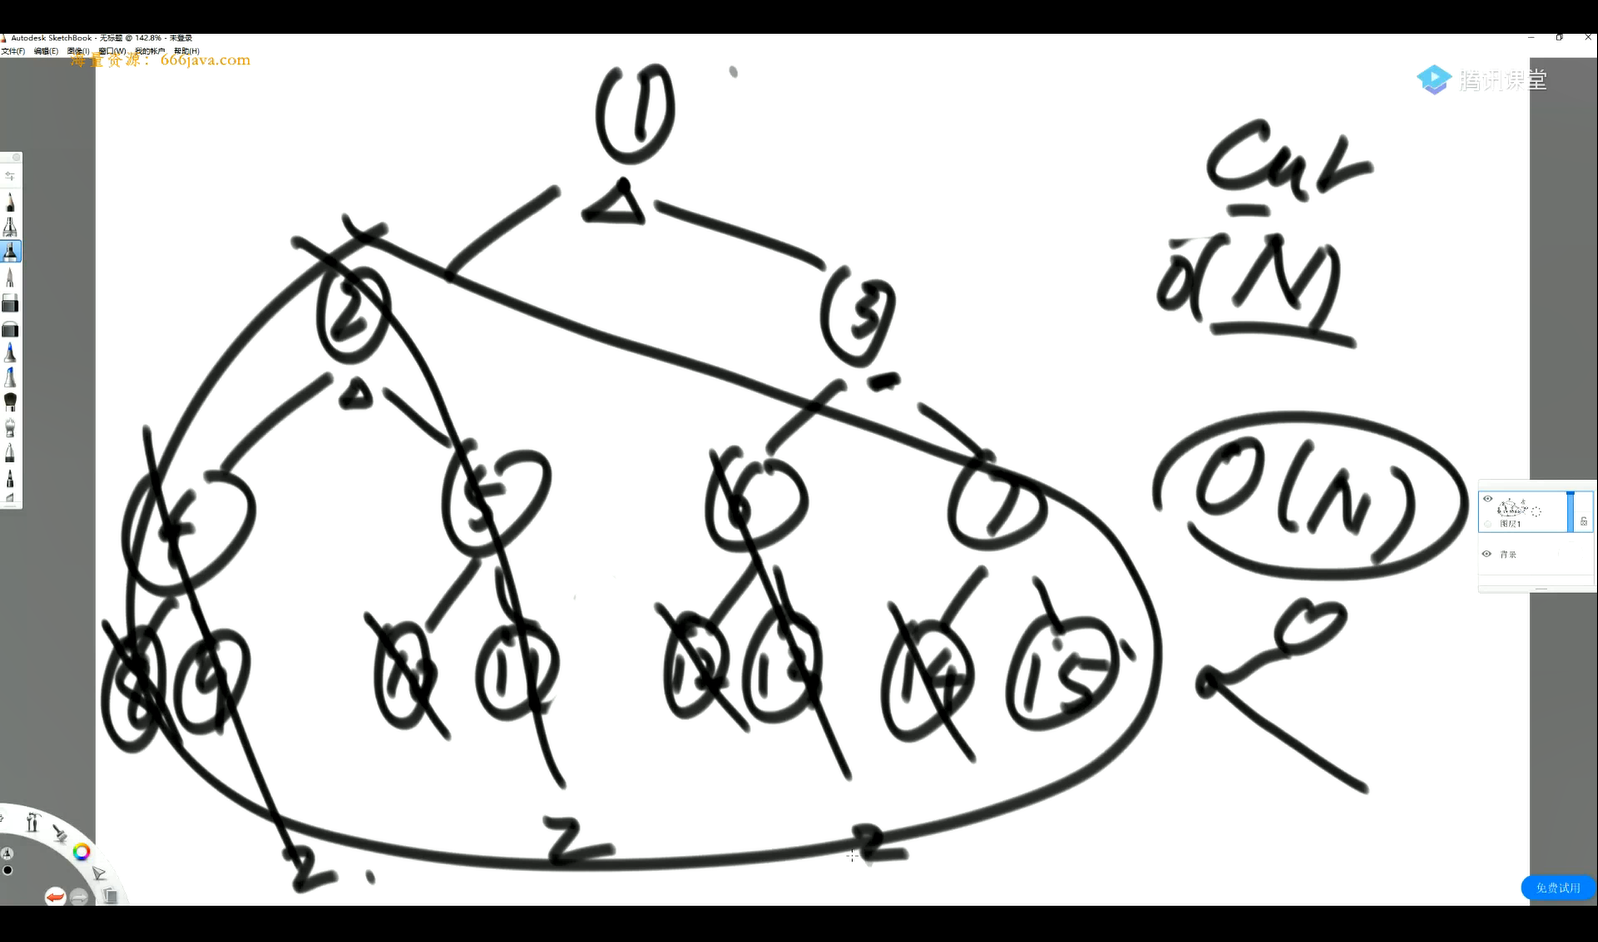 Autodesk SketchBook - 无标题 @ 142.8% - 未登录
文件(F) 编辑(E) 图像(I) 窗口(W) 我的帐户 帮助(H)
海量资源：666java.com
腾讯课堂
1
Cur
O(N)
2
3
O(N)
4
5
6
7
图层1
背景
8
9
10
11
12
13
14
15
2
2
2
免费试用